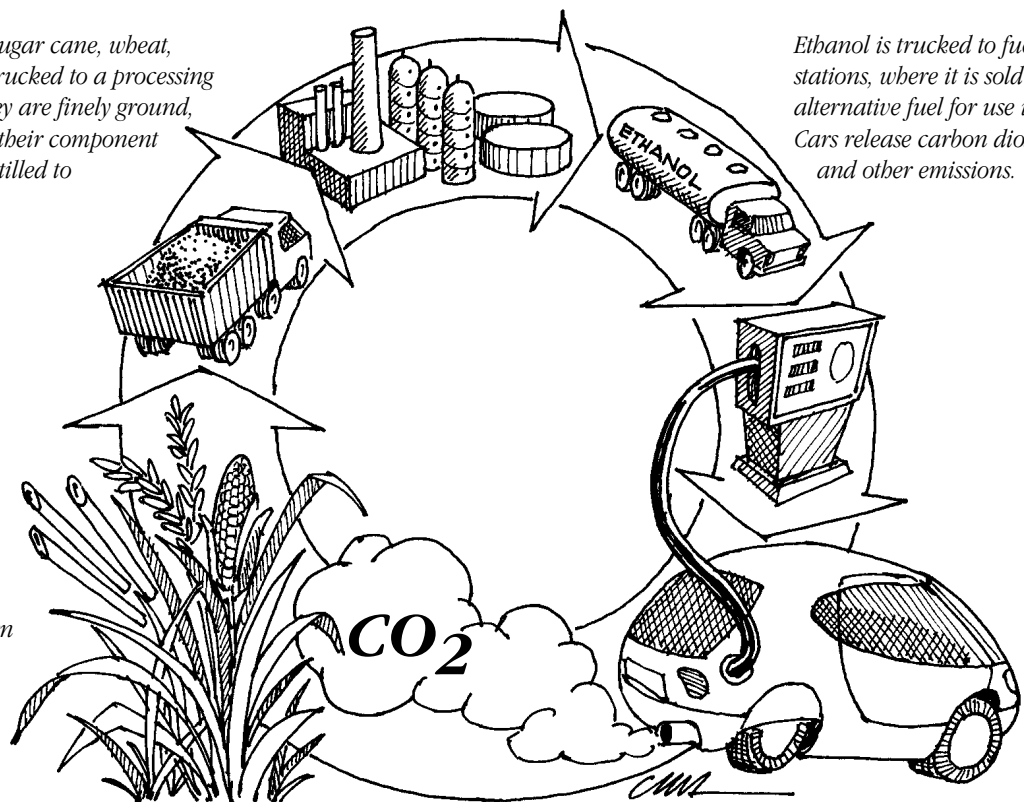 ugar cane, wheat,
rucked to a processing
ey are finely ground,
their component
tilled to
Ethanol is trucked to fue
stations, where it is sold
alternative fuel for use
Cars release carbon dio
and other emissions.
ETHANOL
n
CO2